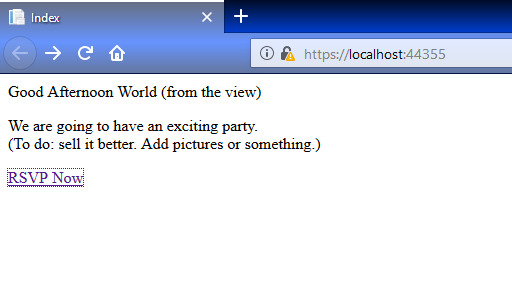 Index
https://localhost:44355
Good Afternoon World (from the view)
We are going to have an exciting party.
(To do: sell it better. Add pictures or something.)
RSVP Now